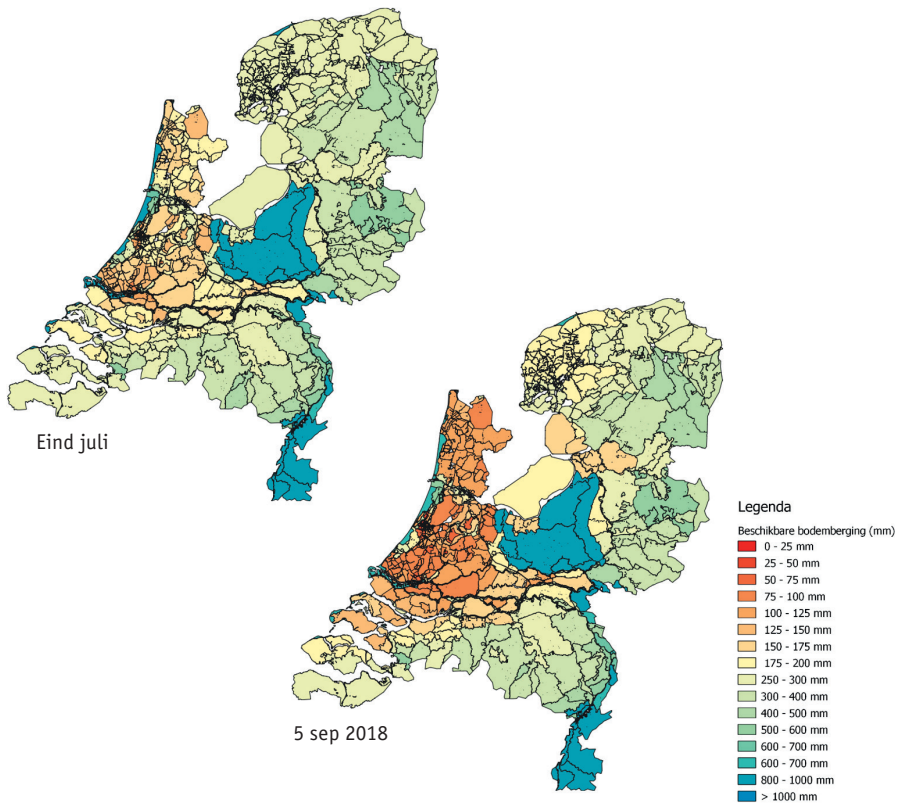 Eind juli
5 sep 2018
Legenda
Beschikbare bodemberging (mm)
0 - 25 mm
25 - 50 mm
50 - 75 mm
75 - 100 mm
100 - 125 mm
125 - 150 mm
150 - 175 mm
175 - 200 mm
250 - 300 mm
300 - 400 mm
400 - 500 mm
500 - 600 mm
600 - 700 mm
600 - 700 mm
800 - 1000 mm
> 1000 mm